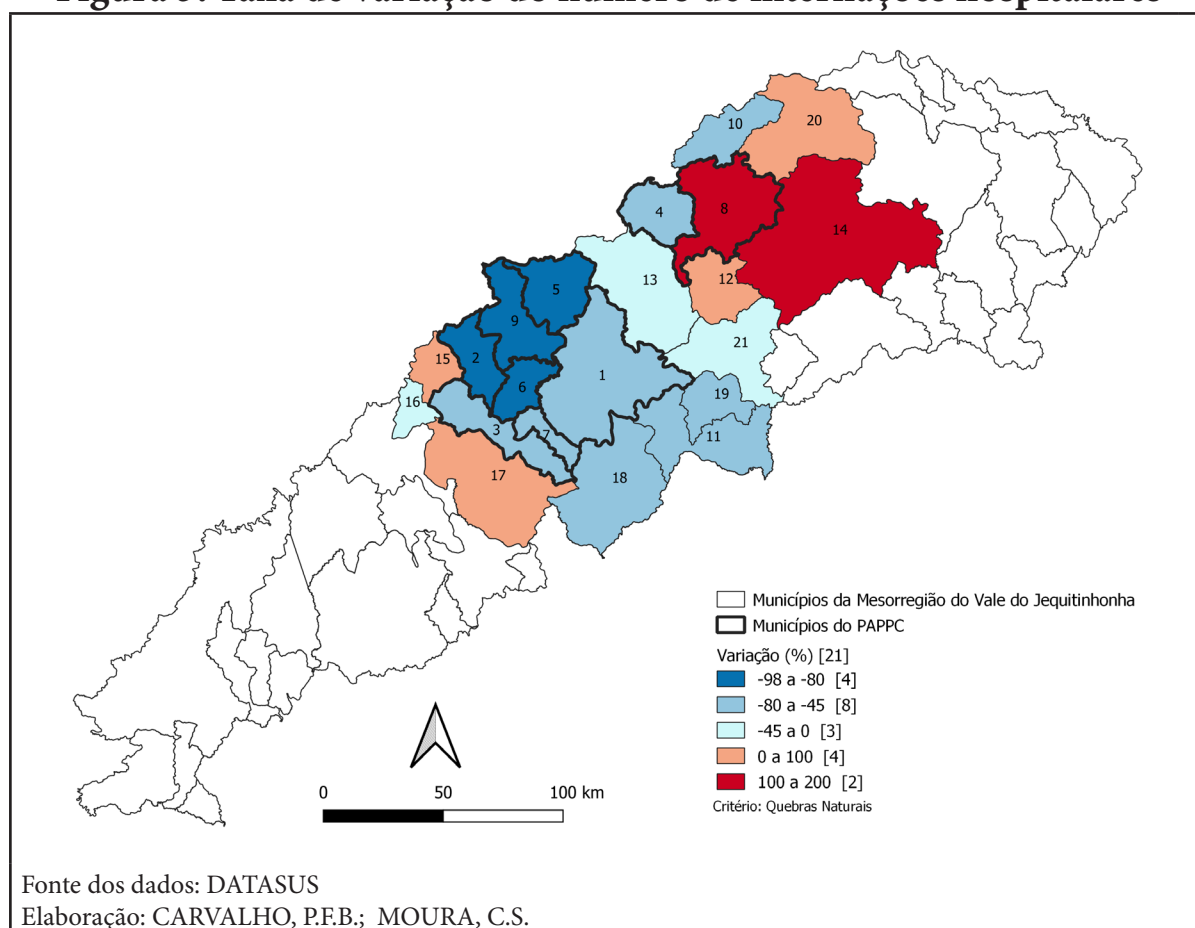 10
20
4
8
14
13
12
5
9
21
15
2
1
6
16
19
3
7
11
17
18
Municípios da Mesorregião do Vale do Jequitinhonha
Municípios do PAPPC
Variação (%) [21]
-98 a -80 [4]
-80 a -45 [8]
-45 a 0 [3]
0 a 100 [4]
100 a 200 [2]
Critério: Quebras Naturais
0 50 100 km
Fonte dos dados: DATASUS
Elaboração: CARVALHO, P.F.B.; MOURA, C.S.